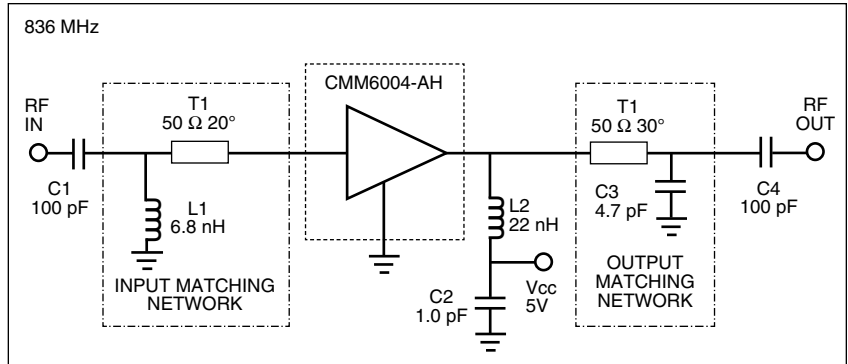 836 MHz
CMM6004-AH
RF
IN
T1
50 Ω 20°
T1
50 Ω 30°
RF
OUT
C1
100 pF
L1
6.8 nH
L2
22 nH
C3
4.7 pF
C4
100 pF
INPUT MATCHING
NETWORK
C2
1.0 pF
Vcc
5V
OUTPUT
MATCHING
NETWORK